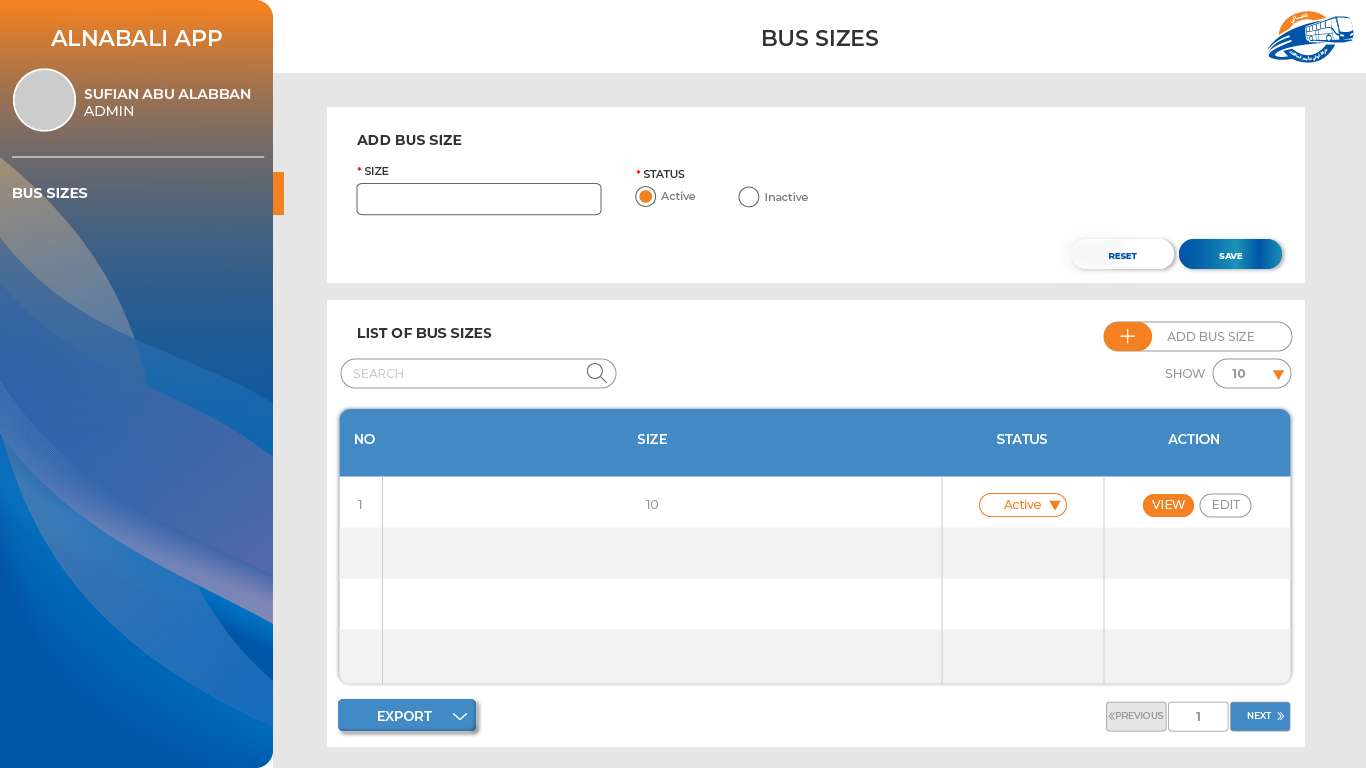 ALNABALI APP
SUFIAN ABU ALABBAN
ADMIN
BUS SIZES
BUS SIZES
ADD BUS SIZE
* SIZE
* STATUS
Active
Inactive
RESET
SAVE
LIST OF BUS SIZES
ADD BUS SIZE
SEARCH
SHOW
10
NO
SIZE
STATUS
ACTION
1
10
Active
VIEW
EDIT
EXPORT
PREVIOUS
1
NEXT